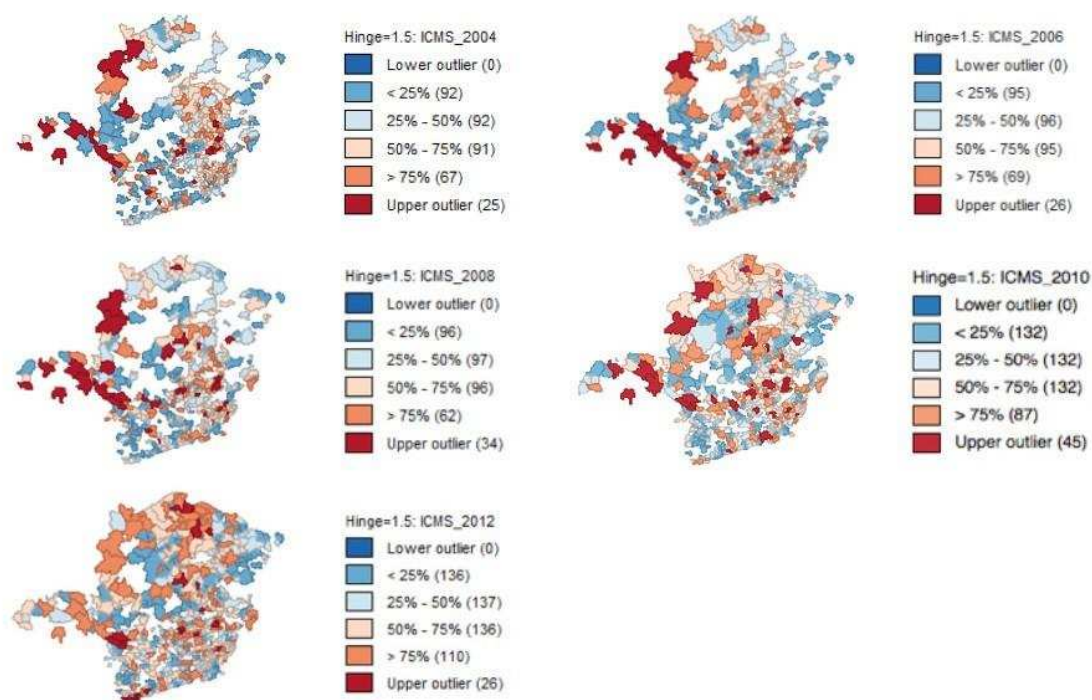 Hinge=1.5: ICMS_2004
Lower outlier (0)
< 25% (92)
25% - 50% (92)
50% - 75% (91)
> 75% (67)
Upper outlier (25)
Hinge=1.5: ICMS_2006
Lower outlier (0)
< 25% (95)
25% - 50% (96)
50% - 75% (95)
> 75% (69)
Upper outlier (26)
Hinge=1.5: ICMS_2008
Lower outlier (0)
< 25% (96)
25% - 50% (97)
50% - 75% (96)
> 75% (62)
Upper outlier (34)
Hinge=1.5: ICMS_2010
Lower outlier (0)
< 25% (132)
25% - 50% (132)
50% - 75% (132)
> 75% (87)
Upper outlier (45)
Hinge=1.5: ICMS_2012
Lower outlier (0)
< 25% (136)
25% - 50% (137)
50% - 75% (136)
> 75% (110)
Upper outlier (26)